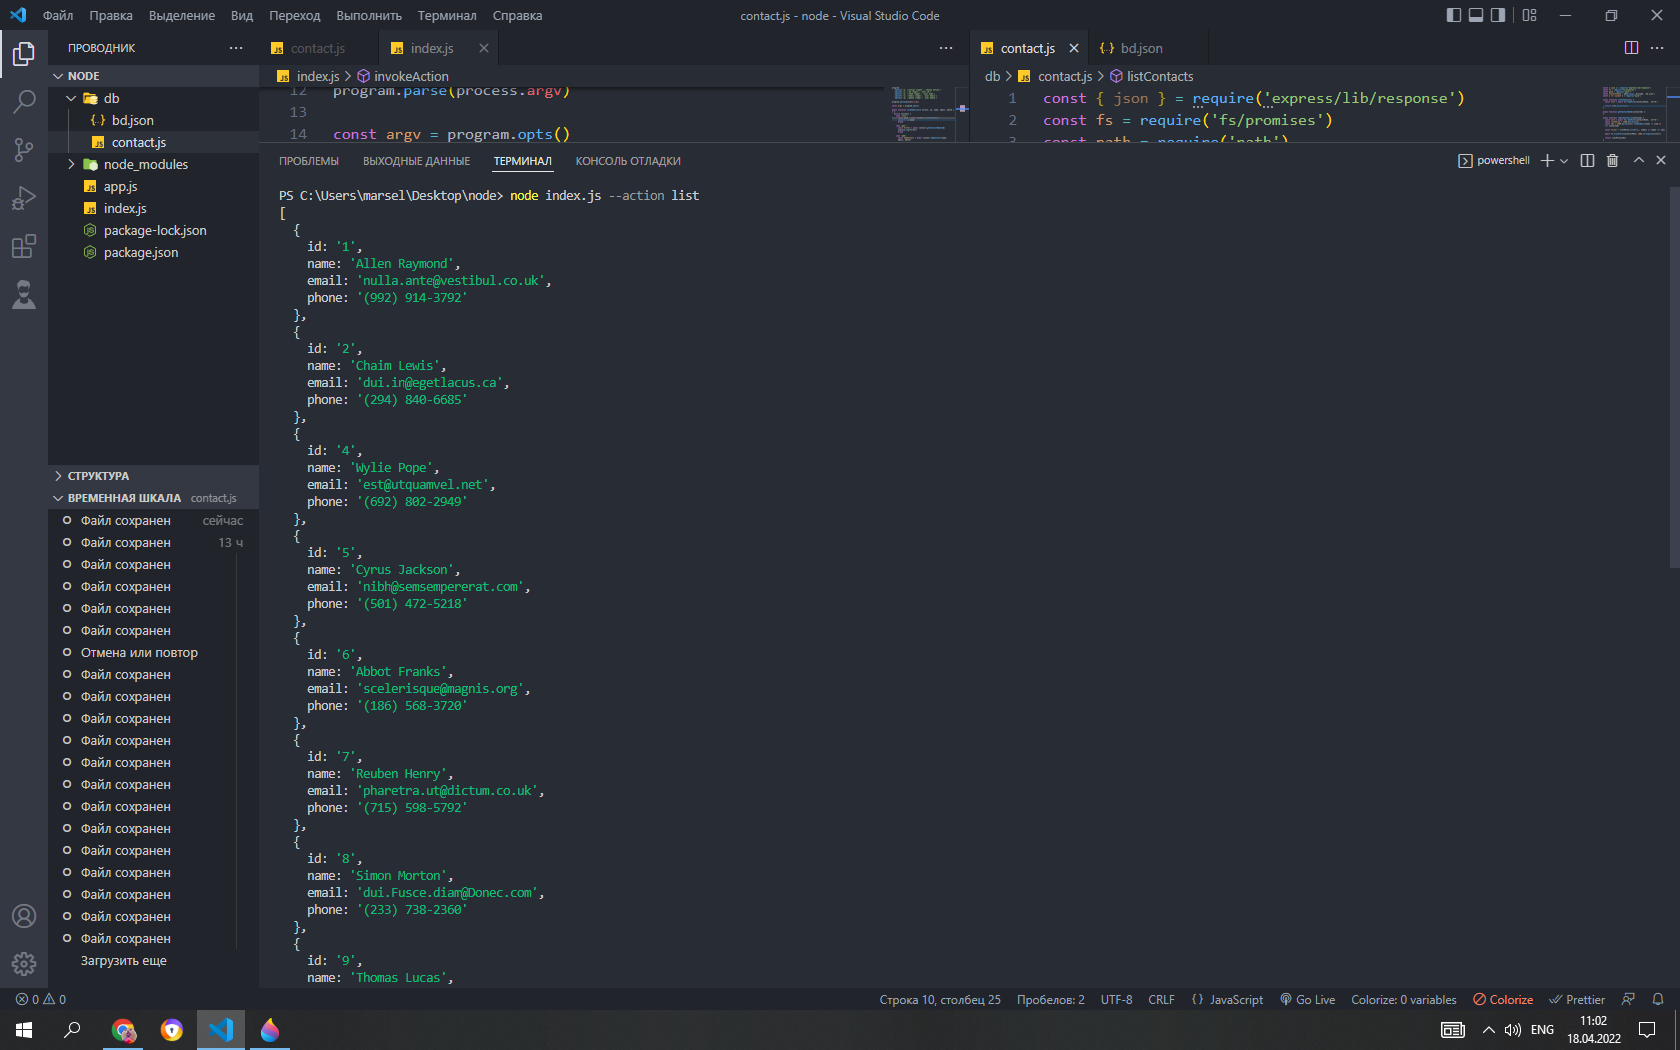 Файл Правка Выделение Вид Переход Выполнить Терминал Справка
contact.js - node - Visual Studio Code
ПРОВОДНИК
NODE
db
bd.json
contact.js
node_modules
app.js
index.js
package-lock.json
package.json
СТРУКТУРА
ВРЕМЕННАЯ ШКАЛА contact.js
Файл сохранен сейчас
Файл сохранен 13 ч
Файл сохранен
Файл сохранен
Файл сохранен
Файл сохранен
Отмена или повтор
Файл сохранен
Файл сохранен
Файл сохранен
Файл сохранен
Файл сохранен
Файл сохранен
Файл сохранен
Файл сохранен
Файл сохранен
Файл сохранен
Файл сохранен
Файл сохранен
Файл сохранен
Загрузить еще
contact.js index.js
index.js > invokeAction
12 program.parse(process.argv)
13
14 const argv = program.opts()
contact.js {..} bd.json
db > contact.js > listContacts
1 const { json } = require('express/lib/response')
2 const fs = require('fs/promises')
3 const path = require('path')
ПРОБЛЕМЫ ВЫХОДНЫЕ ДАННЫЕ ТЕРМИНАЛ КОНСОЛЬ ОТЛАДКИ
powershell
PS C:\Users\marsel\Desktop\node> node index.js --action list
[
{
id: '1',
name: 'Allen Raymond',
email: 'nulla.ante@vestibul.co.uk',
phone: '(992) 914-3792'
},
{
id: '2',
name: 'Chaim Lewis',
email: 'dui.in@egetlacus.ca',
phone: '(294) 840-6685'
},
{
id: '4',
name: 'Wylie Pope',
email: 'est@utquamvel.net',
phone: '(692) 802-2949'
},
{
id: '5',
name: 'Cyrus Jackson',
email: 'nibh@semsempererat.com',
phone: '(501) 472-5218'
},
{
id: '6',
name: 'Abbot Franks',
email: 'scelerisque@magnis.org',
phone: '(186) 568-3720'
},
{
id: '7',
name: 'Reuben Henry',
email: 'pharetra.ut@dictum.co.uk',
phone: '(715) 598-5792'
},
{
id: '8',
name: 'Simon Morton',
email: 'dui.Fusce.diam@Donec.com',
phone: '(233) 738-2360'
},
{
id: '9',
name: 'Thomas Lucas',
0 0
Строка 10, столбец 25 Пробелов: 2 UTF-8 CRLF {} JavaScript Go Live Colorize: 0 variables Colorize Prettier
ENG
11:02
18.04.2022